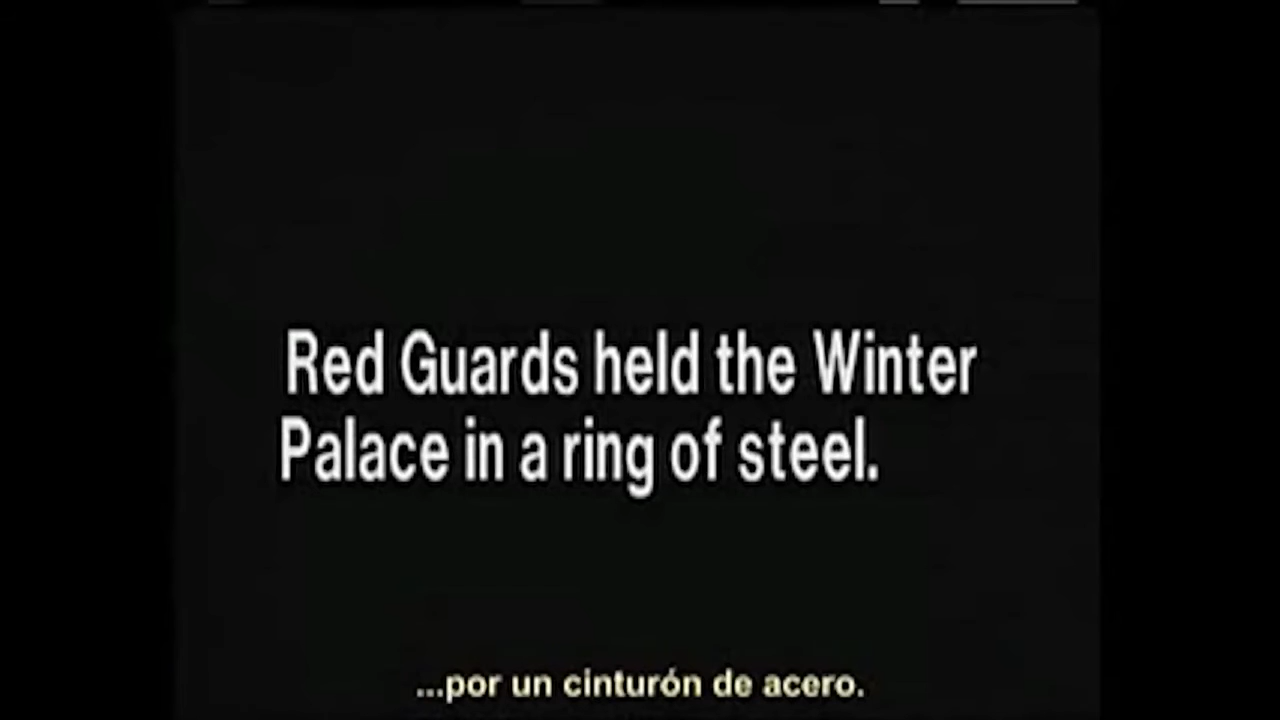 Red Guards held the Winter
Palace in a ring of steel.
...por un cinturón de acero.